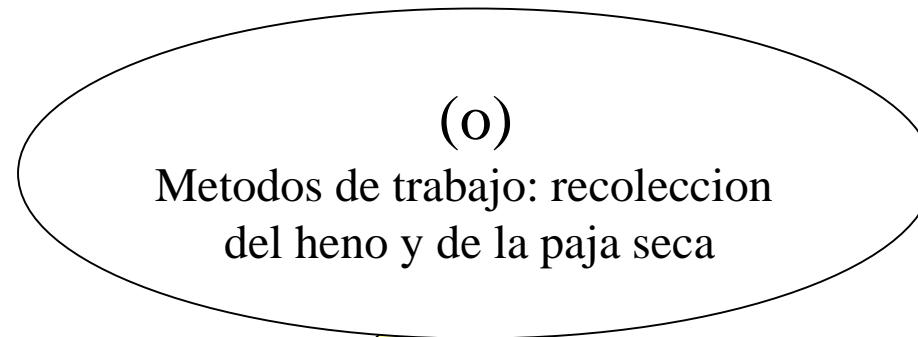 (o)
Metodos de trabajo: recoleccion
del heno y de la paja seca